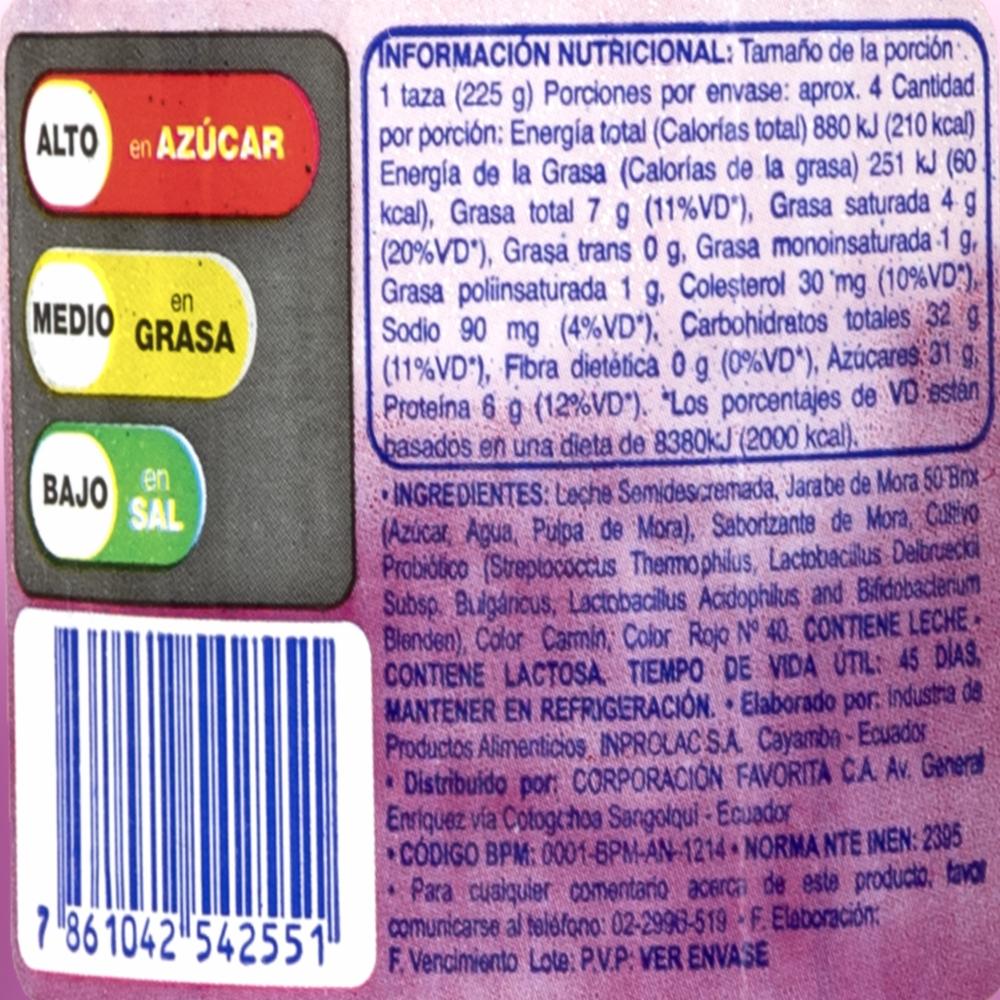 ALTO en AZÚCAR
MEDIO en GRASA
BAJO en SAL
7 861042 542551
INFORMACIÓN NUTRICIONAL: Tamaño de la porción:
1 taza (225 g) Porciones por envase: aprox. 4 Cantidad
por porción: Energía total (Calorías total) 880 kJ (210 kcal)
Energía de la Grasa (Calorías de la grasa) 251 kJ (60
kcal), Grasa total 7 g (11%VD*), Grasa saturada 4 g
(20%VD*), Grasa trans 0 g, Grasa monoinsaturada 1 g,
Grasa poliinsaturada 1 g, Colesterol 30 mg (10%VD*),
Sodio 90 mg (4%VD*), Carbohidratos totales 32 g
(11%VD*), Fibra dietética 0 g (0%VD*), Azúcares 31 g,
Proteína 6 g (12%VD*). *Los porcentajes de VD están
basados en una dieta de 8380kJ (2000 kcal).
• INGREDIENTES: Leche Semidescremada, Jarabe de Mora 50°Brix
(Azúcar, Agua, Pulpa de Mora), Saborizante de Mora, Cultivo
Probiótico (Streptococcus Thermophilus, Lactobacillus Delbrueckii
Subsp. Bulgáricus, Lactobacillus Acidophilus and Bifidobacterium
Blenden), Color Carmín, Color Rojo Nº 40. CONTIENE LECHE •
CONTIENE LACTOSA. TIEMPO DE VIDA ÚTIL: 45 DÍAS,
MANTENER EN REFRIGERACIÓN. • Elaborado por: industria de
Productos Alimenticios, INPROLAC S.A. Cayambe - Ecuador
• Distribuido por: CORPORACIÓN FAVORITA C.A. Av. General
Enríquez vía Cotogchoa Sangolquí - Ecuador
• CÓDIGO BPM: 0001-BPM-AN-1214 • NORMA NTE INEN: 2395
• Para cualquier comentario acerca de este producto, favor
comunicarse al teléfono: 02-2996-519 • F. Elaboración:
F. Vencimiento Lote: P.V.P: VER ENVASE